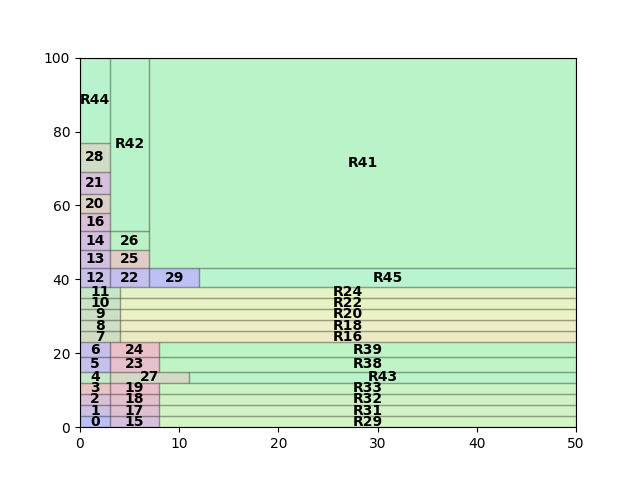 100
R44
R42
28
R41
80
21
20
60
16
14 26
13 25
12 22 29 R45
40
11 R24
10 R22
9 R20
8 R18
7 R16
6 24 R39
20
5 23 R38
4 27 R43
3 19 R33
2 18 R32
1 17 R31
0 15 R29
0
0 10 20 30 40 50